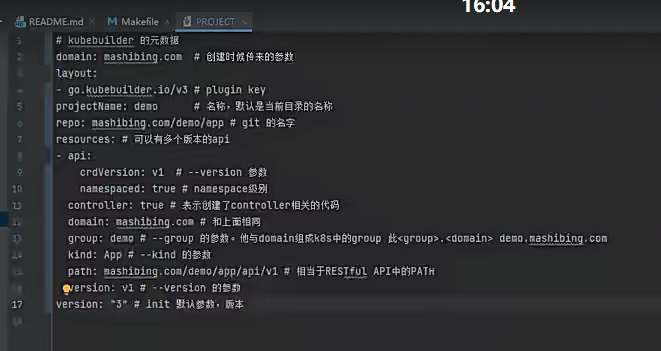 16:04
README.md Makefile PROJECT
1 # kubebuilder 的元数据
2 domain: mashibing.com # 创建时候传来的参数
3 layout:
4 - go.kubebuilder.io/v3 # plugin key
5 projectName: demo # 名称，默认是当前目录的名称
6 repo: mashibing.com/demo/app # git 的名字
7 resources: # 可以有多个版本的api
8 - api:
9 crdVersion: v1 # --version 参数
10 namespaced: true # namespace级别
11 controller: true # 表示创建了controller相关的代码
12 domain: mashibing.com # 和上面相同
13 group: demo # --group 的参数。他与domain组成k8s中的group 此<group>.<domain> demo.mashibing.com
14 kind: App # --kind 的参数
15 path: mashibing.com/demo/app/api/v1 # 相当于RESTful API中的PATH
16 version: v1 # --version 的参数
17 version: "3" # init 默认参数，版本
18